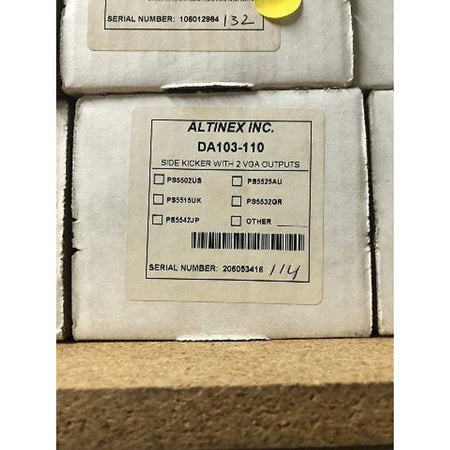 SERIAL NUMBER: 106012984 132
ALTINEX INC.
DA103-110
SIDE KICKER WITH 2 VGA OUTPUTS
PS5502US PS5525AU
PS5515UK PS5532GR
PS5542JP OTHER
SERIAL NUMBER: 206053416 114